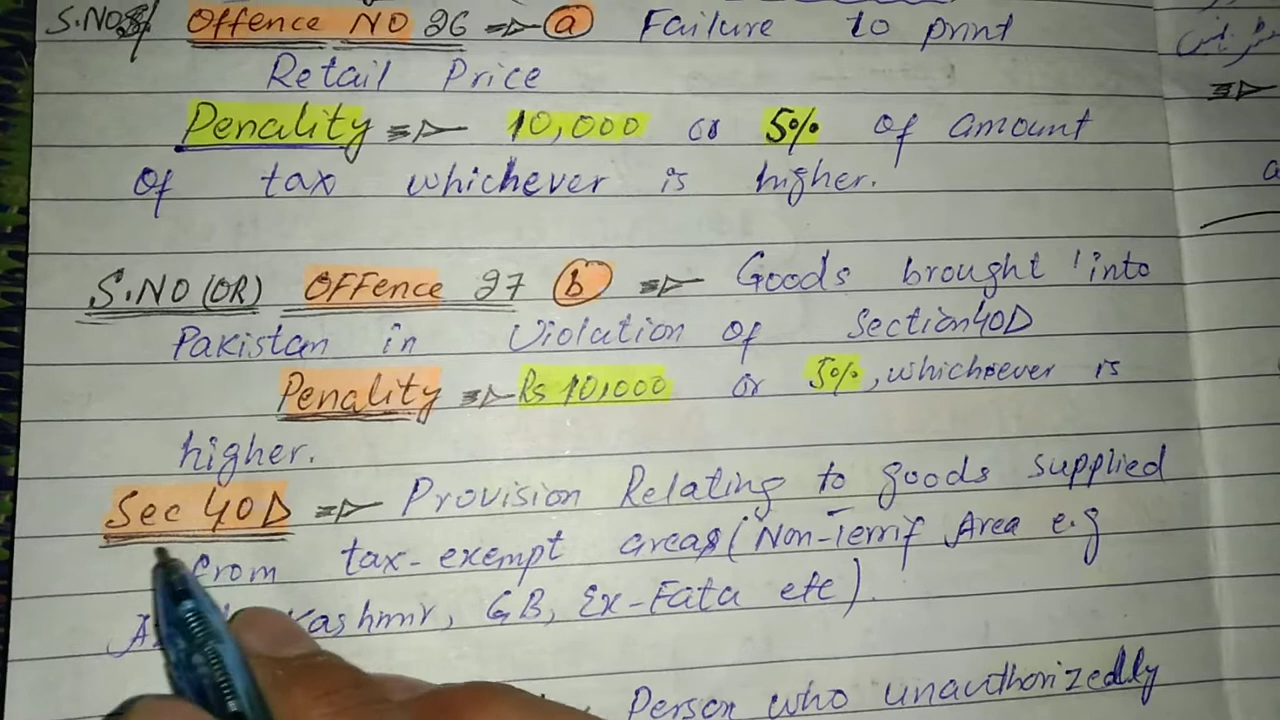 S.NO Offence NO 26 ⇒ (a) Failure to print
Retail Price
Penality ⇒ 10,000 or 5% of amount
of tax whichever is higher.
S.NO (OR) Offence 27 (b) ⇒ Goods brought into
Pakistan in Violation of Section 40D
Penality ⇒ Rs 10,000 or 5%, whichever is
higher.
Sec 40D ⇒ Provision Relating to goods supplied
from tax-exempt areas (Non-Terrif Area e.g
Kashmir, GB, Ex-Fata etc).
Person who unauthorizedlly